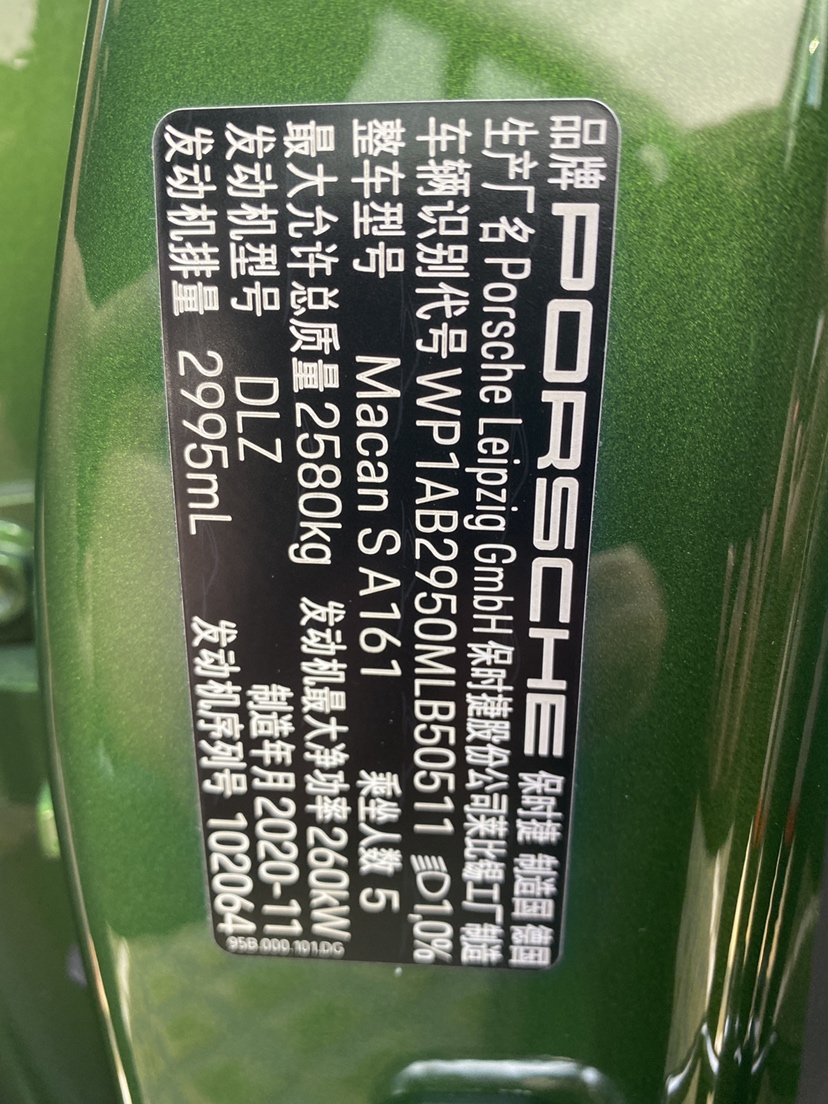 品牌 PORSCHE 保时捷 制造国 德国
生产厂名 Porsche Leipzig GmbH 保时捷股份公司莱比锡工厂制造
车辆识别代号 WP1AB2950MLB50511 1,0%
整车型号 Macan S A161 乘坐人数 5
最大允许总质量 2580kg 发动机最大净功率 260kW
发动机型号 DLZ 制造年月 2020-11
发动机排量 2995mL 发动机序列号 102064
95B.000.101.DG